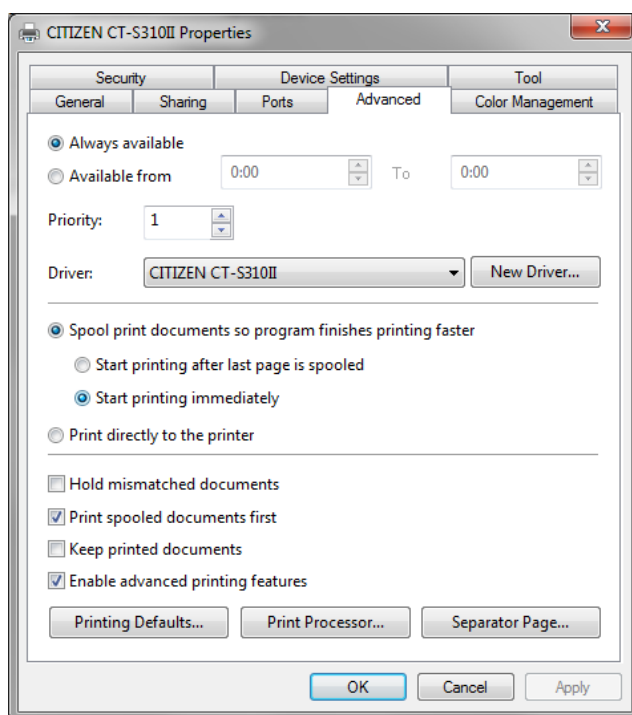 CITIZEN CT-S310II Properties
Security Device Settings Tool
General Sharing Ports Advanced Color Management
Always available
Available from 0:00 To 0:00
Priority: 1
Driver: CITIZEN CT-S310II New Driver...
Spool print documents so program finishes printing faster
Start printing after last page is spooled
Start printing immediately
Print directly to the printer
Hold mismatched documents
Print spooled documents first
Keep printed documents
Enable advanced printing features
Printing Defaults... Print Processor... Separator Page...
OK Cancel Apply